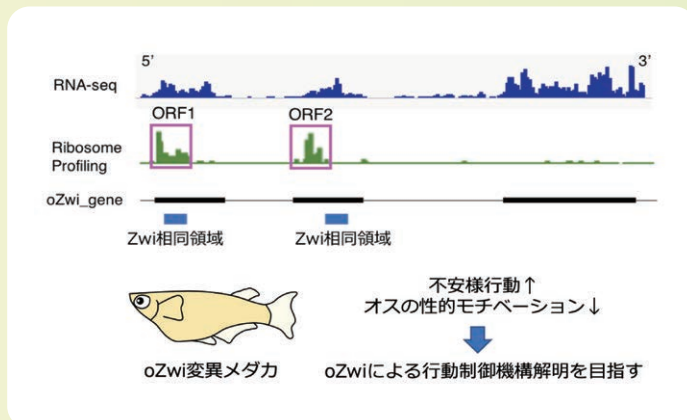 5’
3’
RNA-seq
ORF1
ORF2
Ribosome
Profiling
oZwi_gene
Zwi相同領域
Zwi相同領域
不安様行動↑
オスの性的モチベーション↓
oZwi変異メダカ
oZwiによる行動制御機構解明を目指す